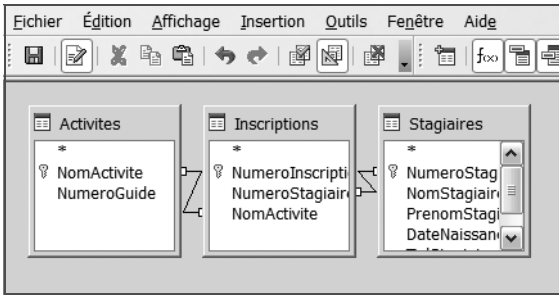 Fichier Édition Affichage Insertion Outils Fenêtre Aide
f(x)
Activites
*
NomActivite
NumeroGuide
Inscriptions
*
NumeroInscripti
NumeroStagiair
NomActivite
Stagiaires
*
NumeroStag
NomStagiair
PrenomStagi
DateNaissan